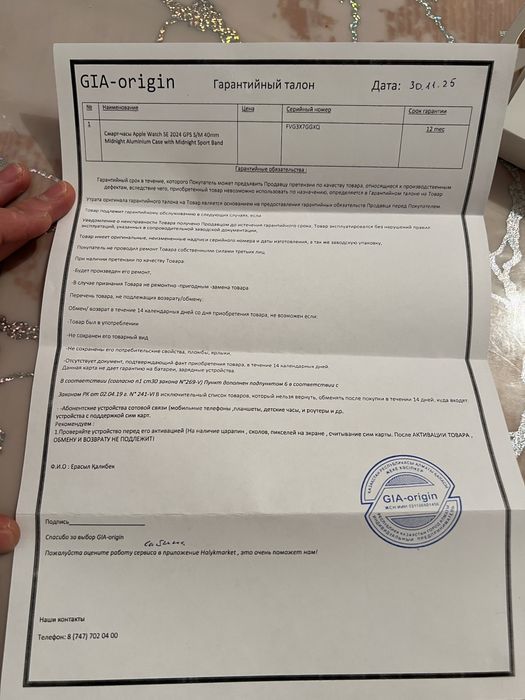 GIA-origin Гарантийный талон Дата: 30.11.25
№ Наименование Цена Серийный номер Срок гарантии
1 Смарт-часы Apple Watch SE 2024 GPS S/M 40mm FVG3X7GGXQ 12 mec
Midnight Aluminium Case with Midnight Sport Band
Гарантийные обязательства:
Гарантийный срок в течение, которого Покупатель может предъявить Продавцу претензии по качеству товара, относящиеся к производственным
дефектам, вследствие чего, приобретенный товар невозможно использовать по назначению, определяется в Гарантийном талоне на Товар
Утрата оригинала гарантийного талона на Товар является основания не предоставления гарантийных обязательства Продавца перед Покупателем.
Товар подлежит гарантийному обслуживанию в следующих случаях, если
Уведомление о неисправности Товара получено Продавцом до истечения гарантийного срока. Товар эксплуатировался без нарушений правил
эксплуатаций, указанных в сопроводительной заводской документации.
Товар имеет оригинальные, неизмененные надписи серийного номера и даты изготовления, а так же заводскую упаковку.
Покупатель не проводил ремонт Товара собственными силами третьих лиц.
При наличии претензии по качеству Товара:
-Будет произведен его ремонт.
-В случае признания Товара не ремонтно -пригодным -замена товара
Перечень товара, не подлежащих возврату/обмену:
Обмен/ возврат в течение 14 календарных дней со дня приобретения товара, не возможен если:
-Товар был в употреблении
-Не сохранен его товарный вид
-Не сохранены его потребительские свойства, пломбы, ярлыки.
-Отсутствует документ, подтверждающий факт приобретения товара, в течение 14 календарных дней.
Данная карта не дает гарантию на батареи, зарядные устройства.
В соответствии (согласно п1 ст30 закона N°269-V) Пункт дополнен подпунктом 6 в соответствии с
Законом РК от 02.04.19 г. N° 241-VI В исключительный список товаров, который нельзя вернуть, обменять после покупки в течении 14 дней, куда входят
- -Абонентские устройства сотовой связи (мобильные телефоны ,планшеты, детские часы, и роутеры и др.
устройства с поддержкой сим карт.
Рекомендуем :
1.Проверяйте устройство перед его активацией (На наличие царапин , сколов, пикселей на экране , считывание сим карты. После АКТИВАЦИИ ТОВАРА ,
ОБМЕНУ И ВОЗВРАТУ НЕ ПОДЛЕЖИТ)
Ф.И.О : Ерасыл Қалибек
GIA-origin
ИНДИВИДУАЛЬНЫЙ ПРЕДПРИНИМАТЕЛЬ
Подпись
Спасибо за выбор GIA-origin
Пожалуйста оцените работу сервиса в приложение Halykmarket , это очень поможет нам!
Наши контакты
Телефон: 8 (747) 702 04 00